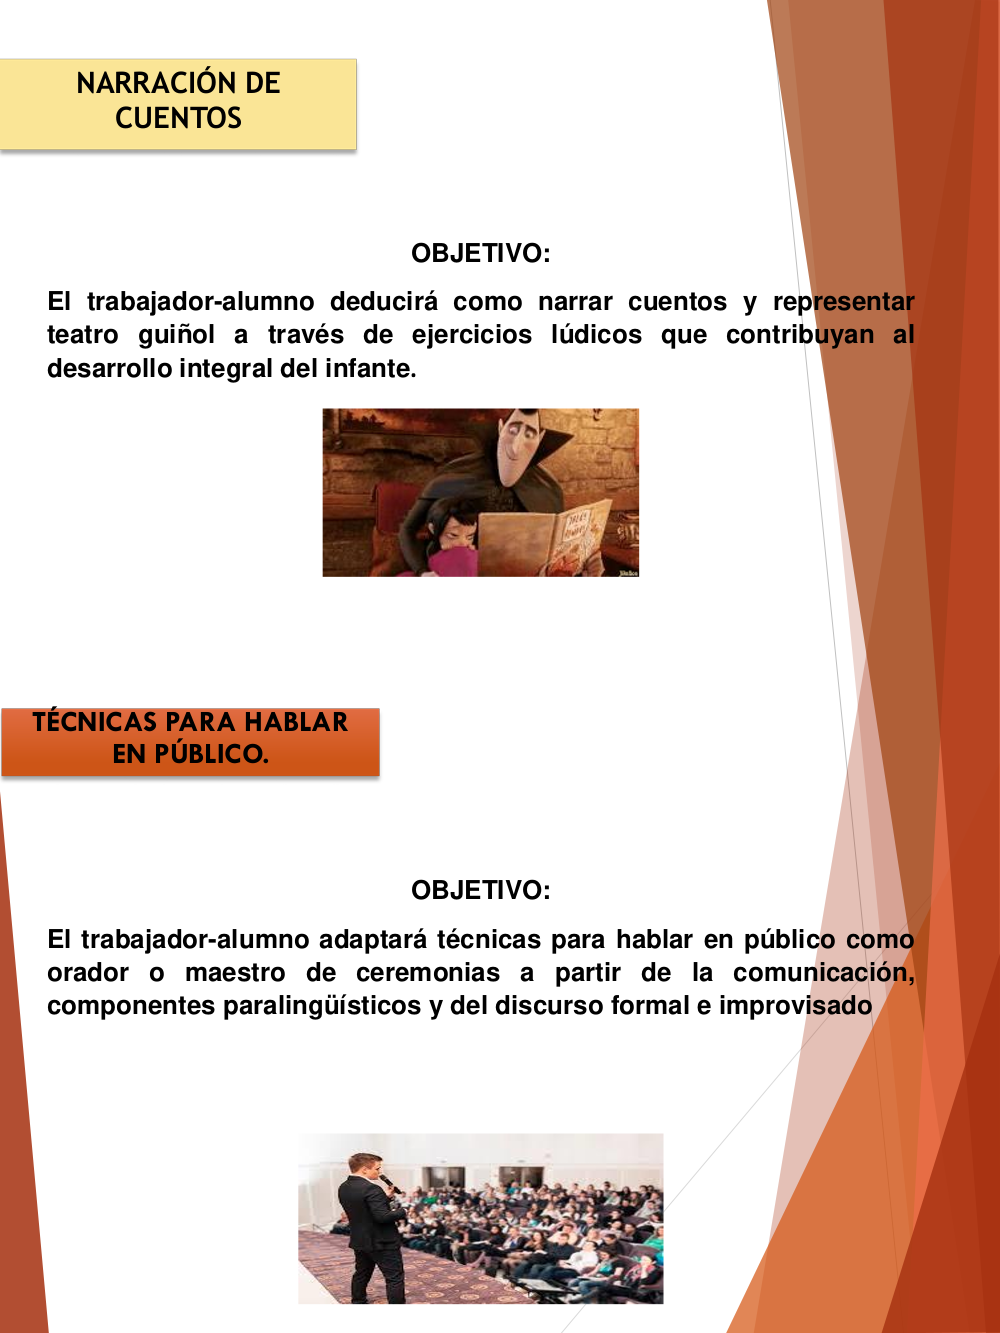 NARRACIÓN DE
CUENTOS
OBJETIVO:
El trabajador-alumno deducirá como narrar cuentos y representar
teatro guiñol a través de ejercicios lúdicos que contribuyan al
desarrollo integral del infante.
TÉCNICAS PARA HABLAR
EN PÚBLICO.
OBJETIVO:
El trabajador-alumno adaptará técnicas para hablar en público como
orador o maestro de ceremonias a partir de la comunicación,
componentes paralingüísticos y del discurso formal e improvisado